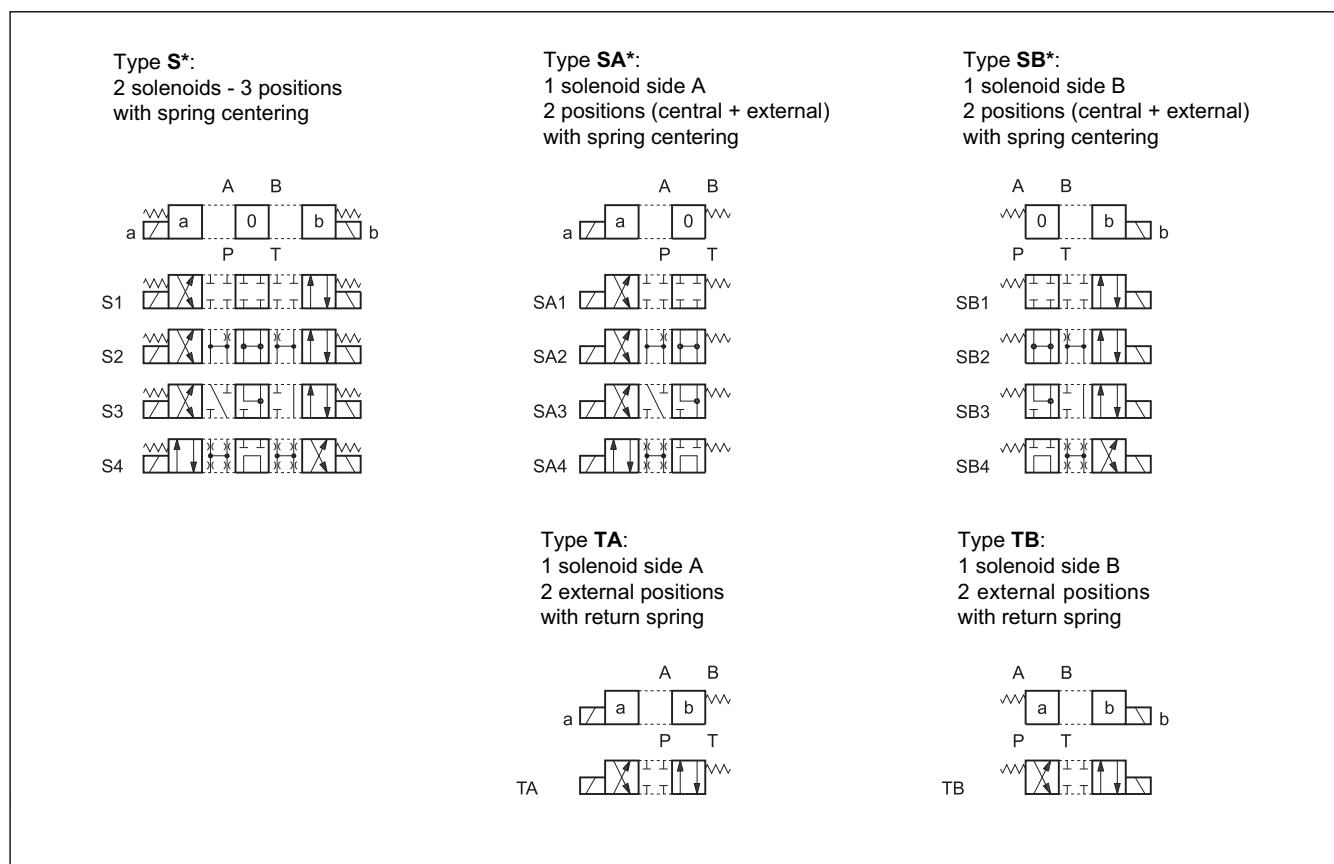 Type S*:
2 solenoids - 3 positions
with spring centering
A B
a a 0 b b
P T
S1
S2
S3
S4
Type SA*:
1 solenoid side A
2 positions (central + external)
with spring centering
A B
a a 0
P T
SA1
SA2
SA3
SA4
Type SB*:
1 solenoid side B
2 positions (central + external)
with spring centering
A B
0 b b
P T
SB1
SB2
SB3
SB4
Type TA:
1 solenoid side A
2 external positions
with return spring
A B
a a b
P T
TA
Type TB:
1 solenoid side B
2 external positions
with return spring
A B
a b b
P T
TB